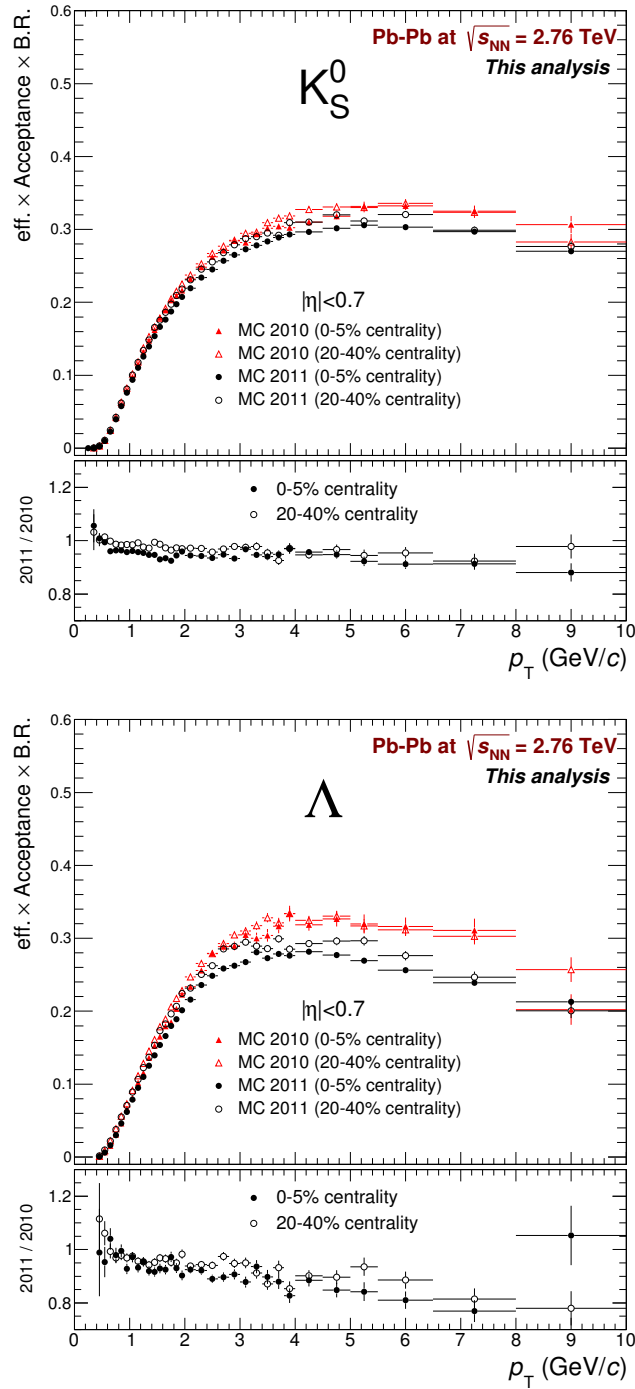 0.6
Pb-Pb at √s_NN = 2.76 TeV
This analysis
K_S^0
0.5
0.4
0.3
0.2
0.1
0
eff. × Acceptance × B.R.
|η|<0.7
MC 2010 (0-5% centrality)
MC 2010 (20-40% centrality)
MC 2011 (0-5% centrality)
MC 2011 (20-40% centrality)
1.2
1
0.8
2011 / 2010
0-5% centrality
20-40% centrality
0 1 2 3 4 5 6 7 8 9 10
p_T (GeV/c)
0.6
Pb-Pb at √s_NN = 2.76 TeV
This analysis
Λ
0.5
0.4
0.3
0.2
0.1
0
eff. × Acceptance × B.R.
|η|<0.7
MC 2010 (0-5% centrality)
MC 2010 (20-40% centrality)
MC 2011 (0-5% centrality)
MC 2011 (20-40% centrality)
1.2
1
0.8
2011 / 2010
0-5% centrality
20-40% centrality
0 1 2 3 4 5 6 7 8 9 10
p_T (GeV/c)